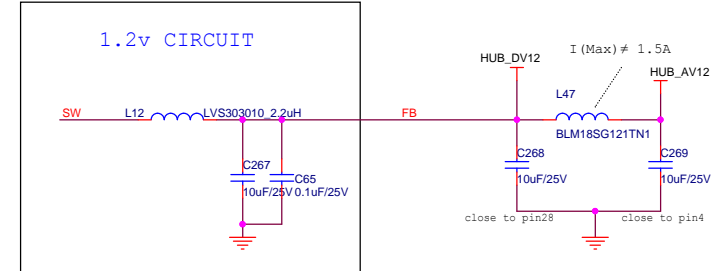 1.2v CIRCUIT
I(Max)≠ 1.5A
HUB_DV12
HUB_AV12
L47
SW
L12
LVS303010_2.2uH
FB
BLM18SG121TN1
C267
10uF/25V
C65
0.1uF/25V
C268
10uF/25V
C269
10uF/25V
close to pin28
close to pin4